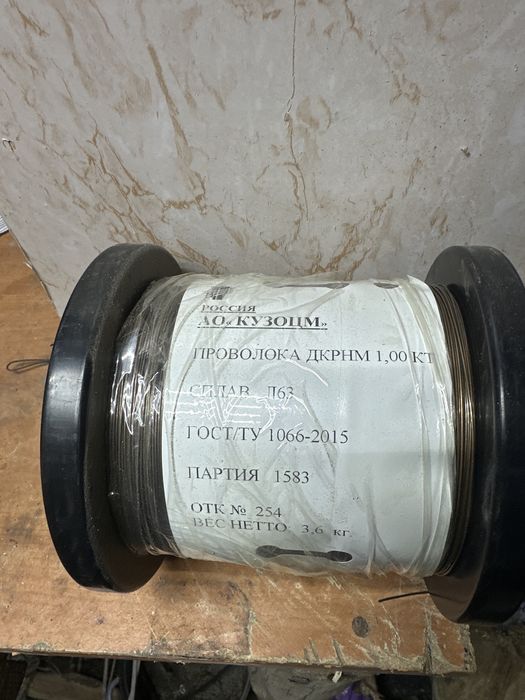 РОССИЯ
АО «КУЗОЦМ»
ПРОВОЛОКА ДКРНМ 1,00 КТ
СПЛАВ Л63
ГОСТ/ТУ 1066-2015
ПАРТИЯ 1583
ОТК № 254
ВЕС НЕТТО 3,6 кг.